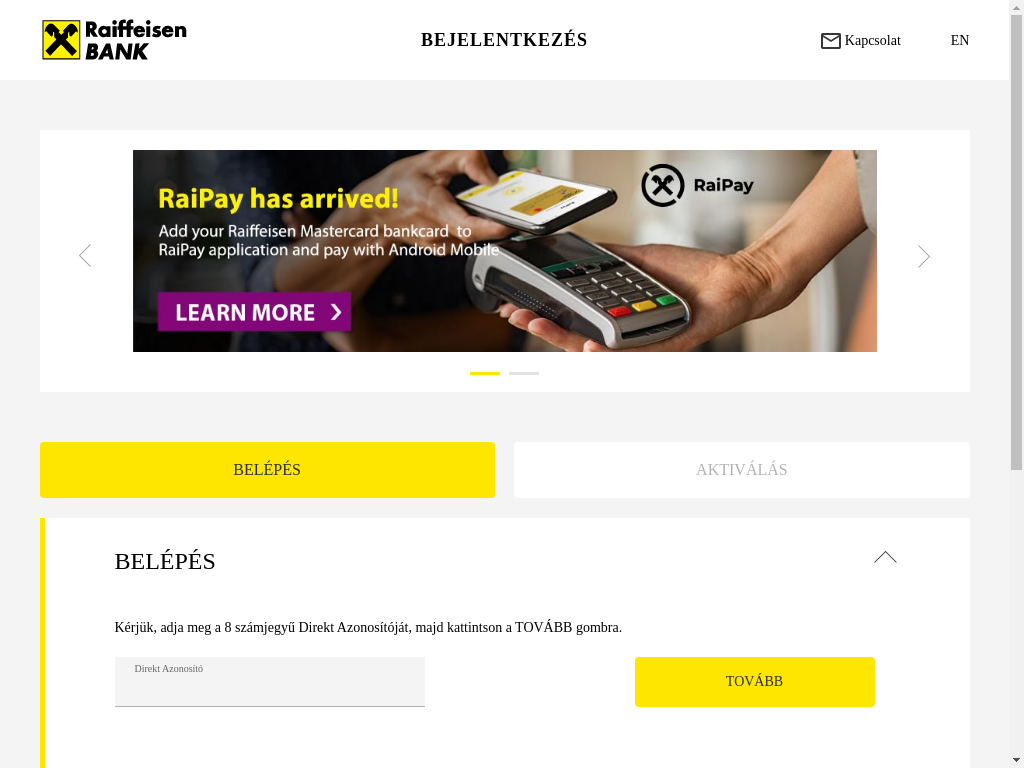 Raiffeisen
BANK
BEJELENTKEZÉS
Kapcsolat
EN
RaiPay has arrived!
RaiPay
Add your Raiffeisen Mastercard bankcard to
RaiPay application and pay with Android Mobile
LEARN MORE
BELÉPÉS
AKTIVÁLÁS
BELÉPÉS
Kérjük, adja meg a 8 számjegyű Direkt Azonosítóját, majd kattintson a TOVÁBB gombra.
Direkt Azonosító
TOVÁBB